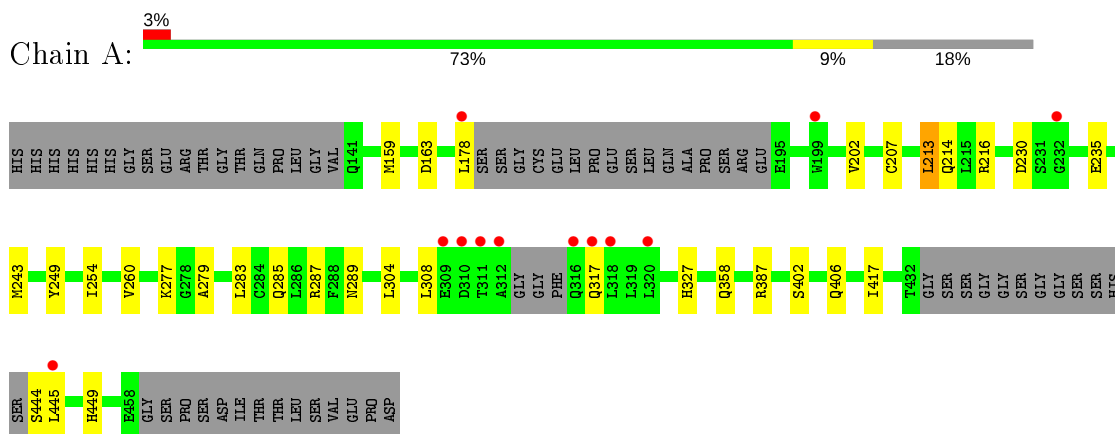 3%
Chain A:
73% 9% 18%
HIS HIS HIS HIS HIS HIS GLY SER GLU ARG THR GLY THR GLN PRO LEU GLY VAL Q141 M159 D163 L178 SER SER GLY CYS GLU LEU PRO GLU SER LEU GLN ALA PRO SER ARG GLU E195 W199 V202 C207 L213 Q214 L215 R216 D230 S231 G232 E235
M243 Y249 I254 V260 K277 G278 A279 L283 C284 Q285 L286 R287 F288 N289 L304 L308 E309 D310 T311 A312 GLY GLY PHE Q316 Q317 L318 L319 L320 H327 Q358 R387 S402 Q406 I417 T432 GLY SER SER GLY GLY SER GLY GLY SER SER HIS
SER S444 L445 H449 E458 GLY SER PRO SER ASP ILE THR THR LEU SER VAL GLU PRO ASP